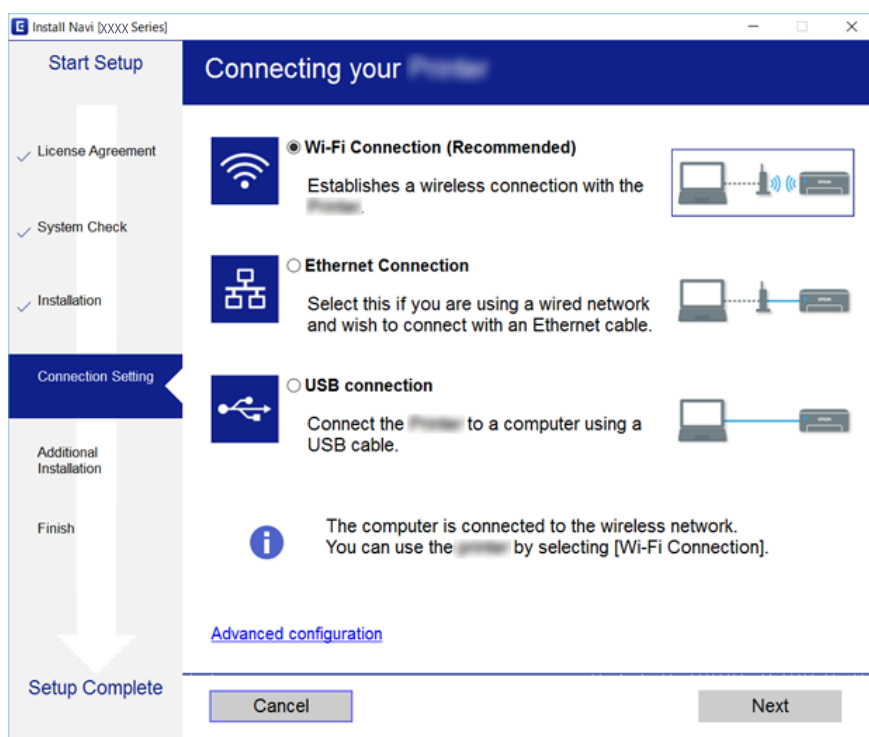 Install Navi [XXXX Series]
Start Setup
License Agreement
System Check
Installation
Connection Setting
Additional
Installation
Finish
Setup Complete
Connecting your
Wi-Fi Connection (Recommended)
Establishes a wireless connection with the
.
Ethernet Connection
Select this if you are using a wired network
and wish to connect with an Ethernet cable.
USB connection
Connect the to a computer using a
USB cable.
The computer is connected to the wireless network.
You can use the by selecting [Wi-Fi Connection].
Advanced configuration
Cancel
Next